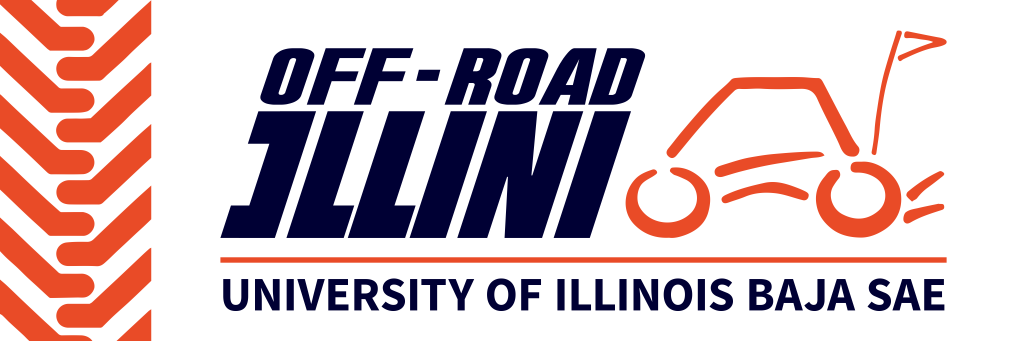 OFF-ROAD
ILLINI
UNIVERSITY OF ILLINOIS BAJA SAE